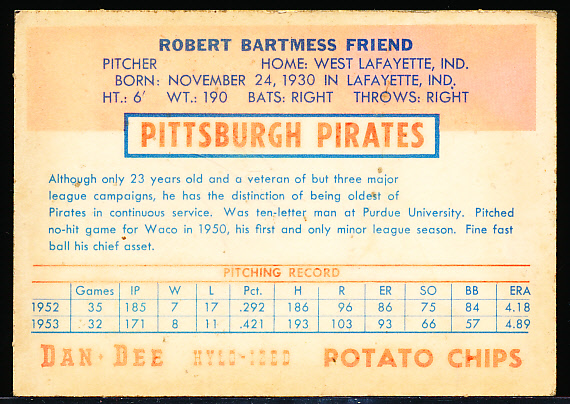 ROBERT BARTMESS FRIEND
PITCHER HOME: WEST LAFAYETTE, IND.
BORN: NOVEMBER 24, 1930 IN LAFAYETTE, IND.
HT.: 6' WT.: 190 BATS: RIGHT THROWS: RIGHT
PITTSBURGH PIRATES
Although only 23 years old and a veteran of but three major
league campaigns, he has the distinction of being oldest of
Pirates in continuous service. Was ten-letter man at Purdue University. Pitched
no-hit game for Waco in 1950, his first and only minor league season. Fine fast
ball his chief asset.
PITCHING RECORD
Games IP W L Pct. H R ER SO BB ERA
1952 35 185 7 17 .292 186 96 86 75 84 4.18
1953 32 171 8 11 .421 193 103 93 66 57 4.89
DAN·DEE POTATO CHIPS